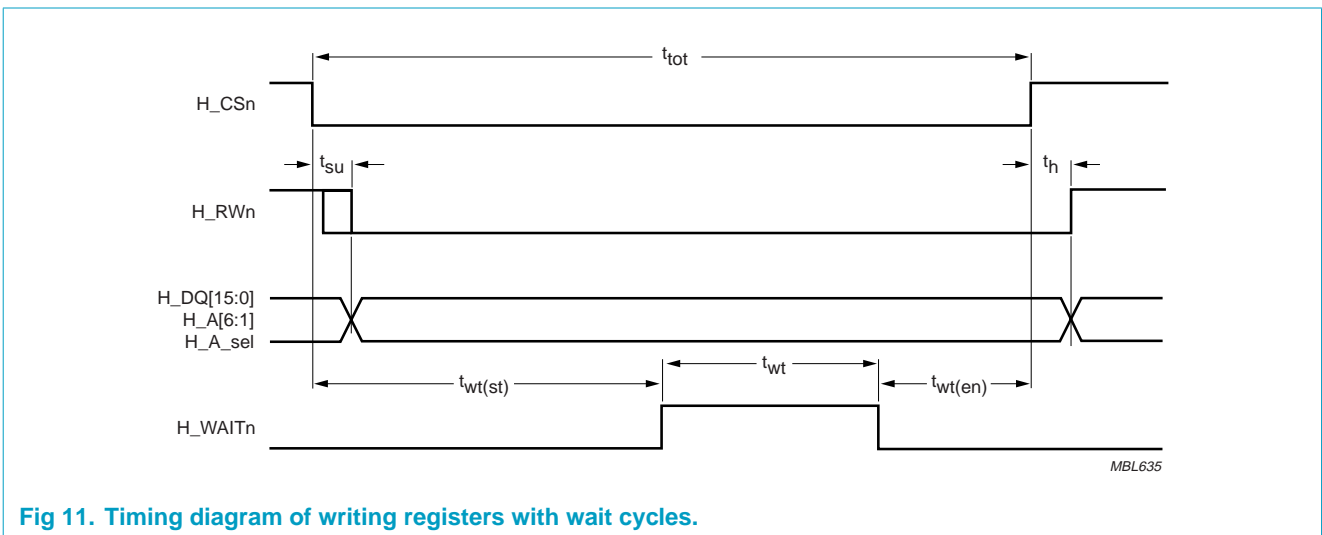 t_tot
H_CSn
t_su
t_h
H_RWn
H_DQ[15:0]
H_A[6:1]
H_A_sel
t_wt
t_wt(st)
t_wt(en)
H_WAITn
MBL635
Fig 11. Timing diagram of writing registers with wait cycles.